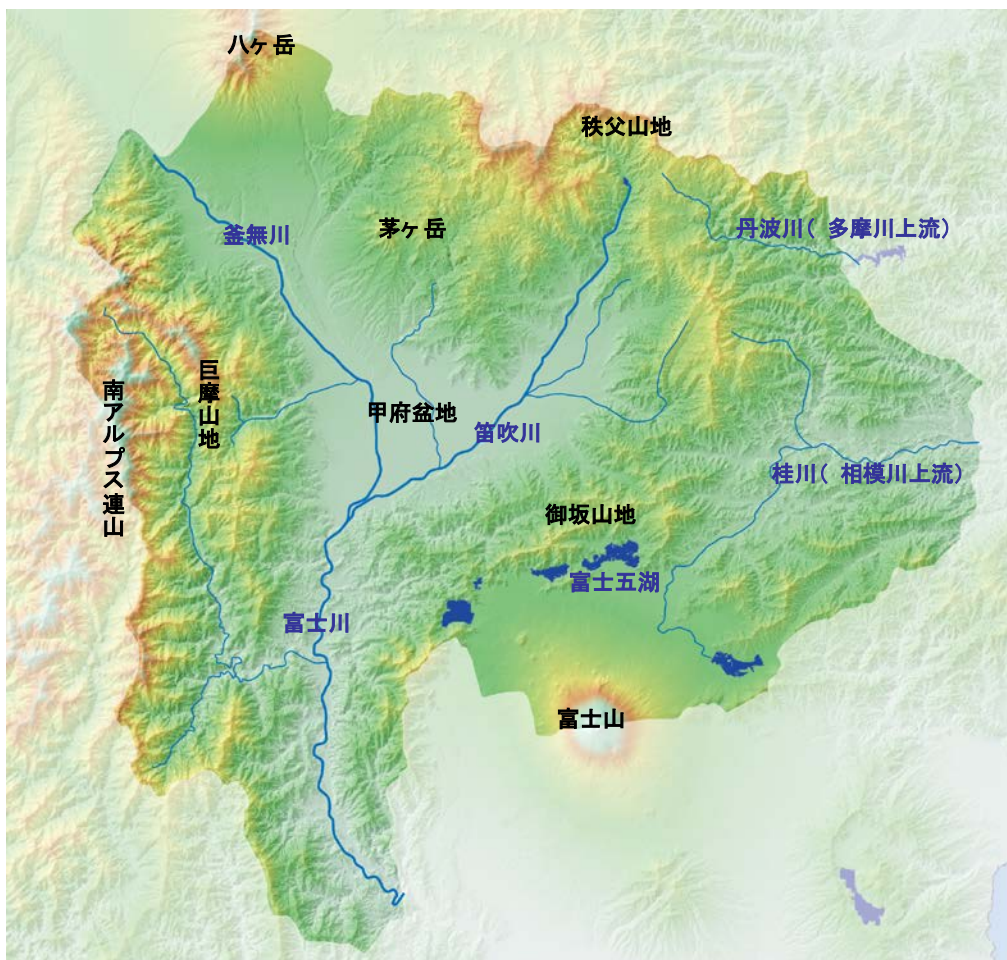 八ヶ岳
秩父山地
茅ヶ岳
釜無川
丹波川( 多摩川上流)
巨摩山地
南アルプス連山
甲府盆地
笛吹川
桂川( 相模川上流)
御坂山地
富士五湖
富士川
富士山